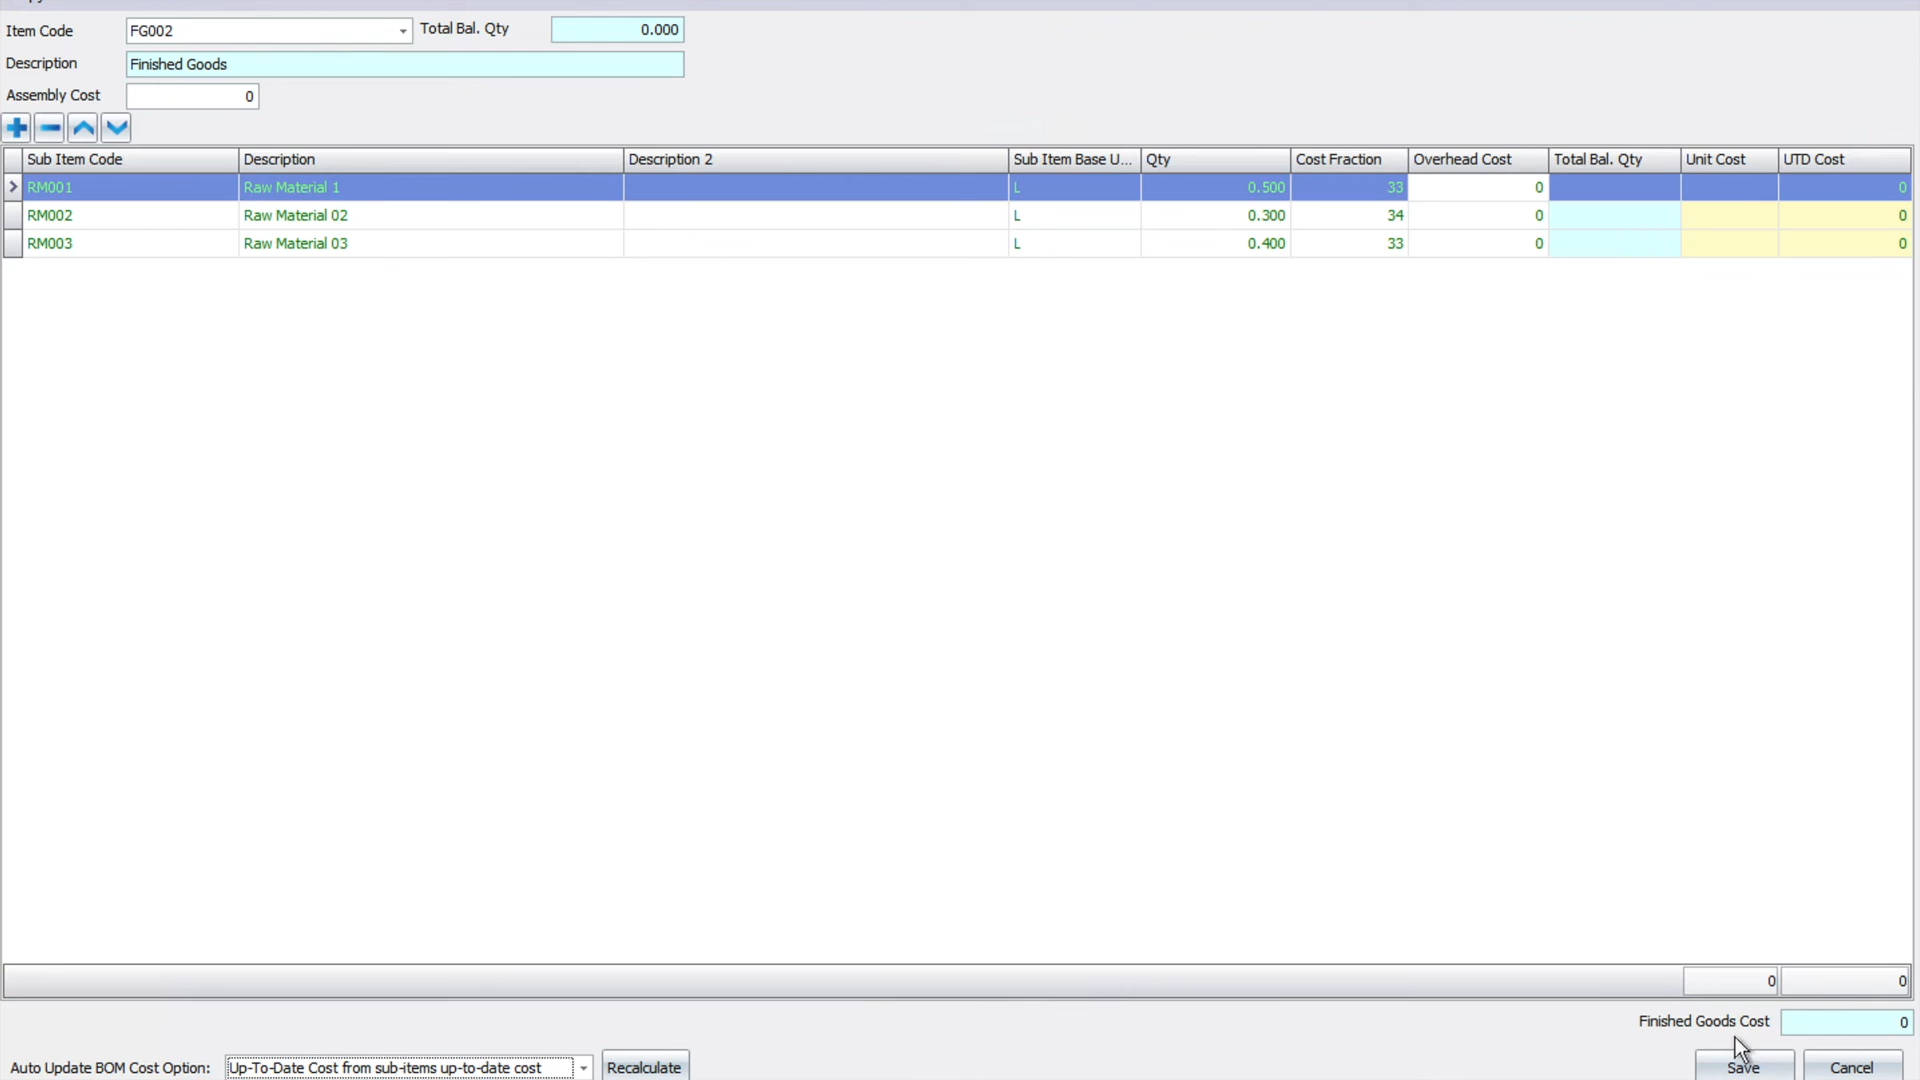 Item Code FG002 Total Bal. Qty 0.000
Description Finished Goods
Assembly Cost 0
Sub Item Code Description Description 2 Sub Item Base U... Qty Cost Fraction Overhead Cost Total Bal. Qty Unit Cost UTD Cost
RM001 Raw Material 1 L 0.500 33 0 0
RM002 Raw Material 02 L 0.300 34 0 0
RM003 Raw Material 03 L 0.400 33 0 0
0 0
Finished Goods Cost 0
Auto Update BOM Cost Option: Up-To-Date Cost from sub-items up-to-date cost Recalculate Save Cancel